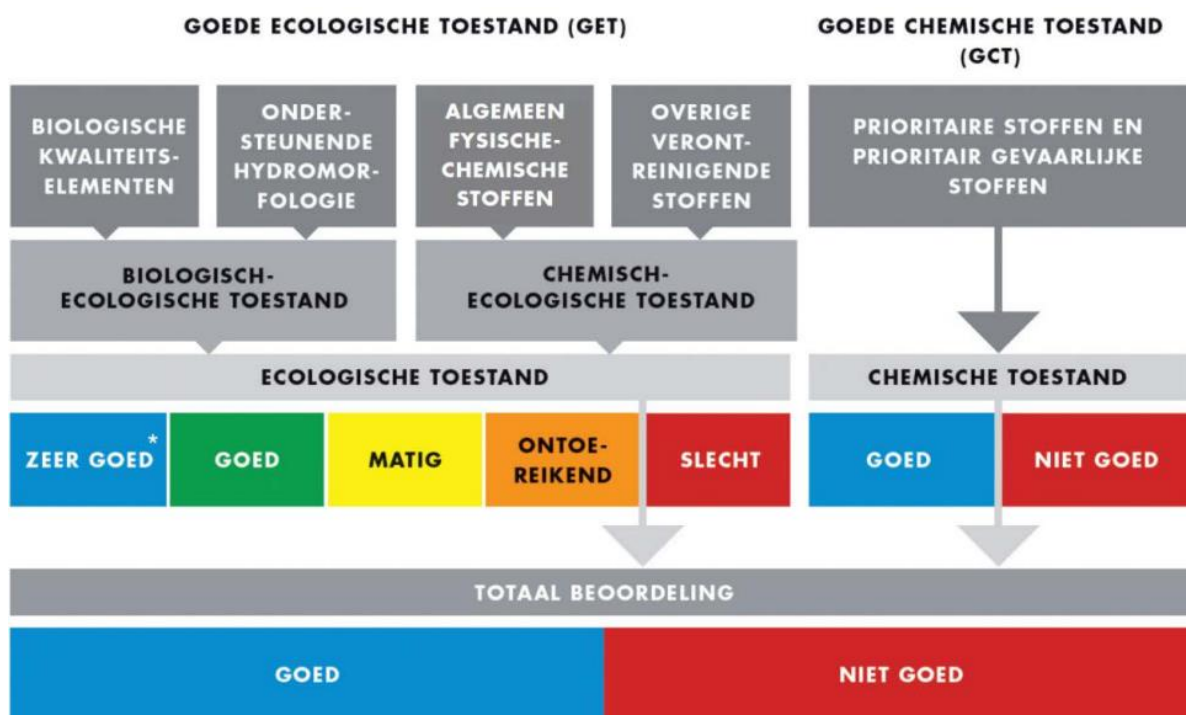 GOEDE ECOLOGISCHE TOESTAND (GET)
GOEDE CHEMISCHE TOESTAND
(GCT)
BIOLOGISCHE
KWALITEITS-
ELEMENTEN
ONDER-
STEUNENDE
HYDROMOR-
FOLOGIE
ALGEMEEN
FYSISCHE-
CHEMISCHE
STOFFEN
OVERIGE
VERONT-
REINIGENDE
STOFFEN
PRIORITAIRE STOFFEN EN
PRIORITAIR GEVAARLIJKE
STOFFEN
BIOLOGISCH-
ECOLOGISCHE TOESTAND
CHEMISCH-
ECOLOGISCHE TOESTAND
ECOLOGISCHE TOESTAND
CHEMISCHE TOESTAND
ZEER GOED*
GOED
MATIG
ONTOE-
REIKEND
SLECHT
GOED
NIET GOED
TOTAAL BEOORDELING
GOED
NIET GOED